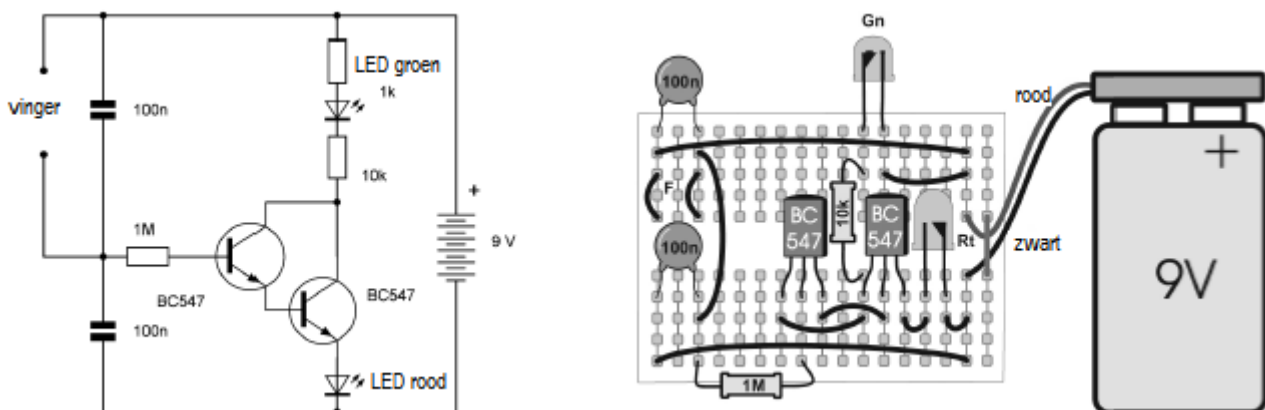 LED groen
1k
vinger
100n
10k
+
1M
9 V
BC547
BC547
100n
LED rood
Gn
100n
rood
+
F
BC
547
10k
BC
547
100n
Rt
zwart
9V
1M